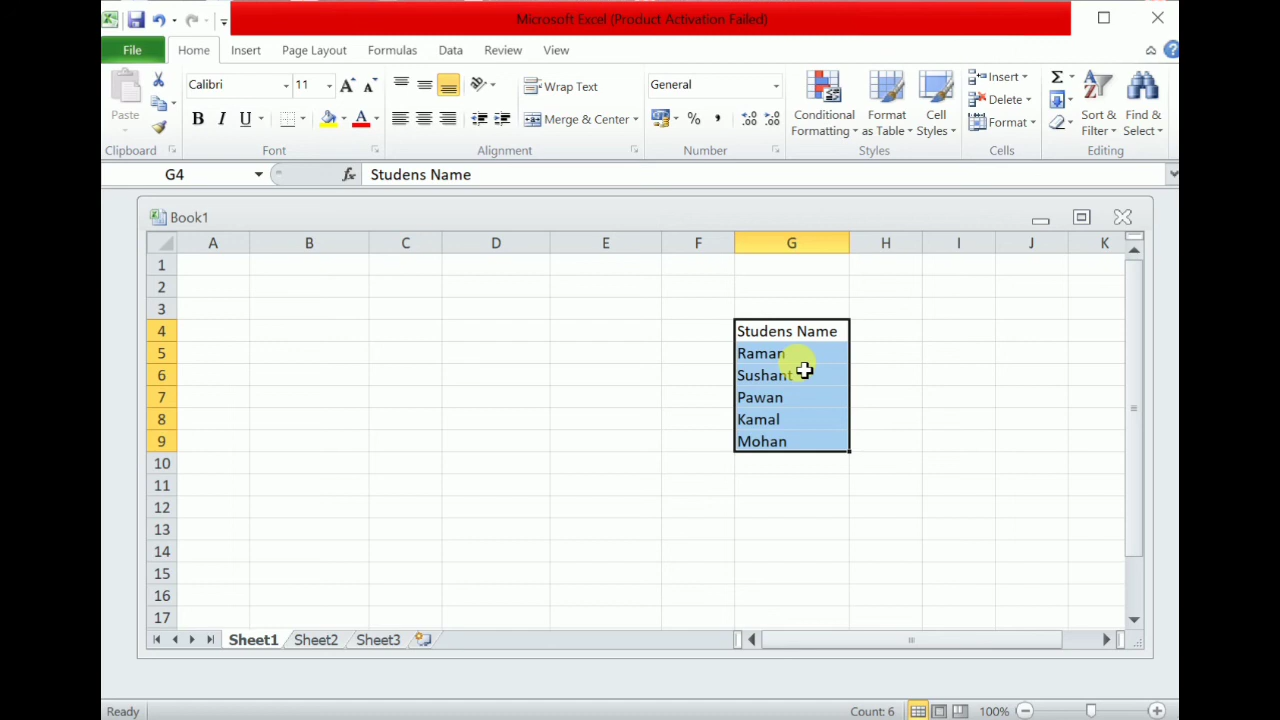 Microsoft Excel (Product Activation Failed)
File Home Insert Page Layout Formulas Data Review View
Paste
Calibri 11
B I U A
Wrap Text
Merge & Center
General
% ,
Conditional Formatting
Format as Table
Cell Styles
Insert
Delete
Format
Sort & Filter
Find & Select
Clipboard Font Alignment Number Styles Cells Editing
G4 fx Studens Name
Book1
A B C D E F G H I J K
1
2
3
4 Studens Name
5 Raman
6 Sushant
7 Pawan
8 Kamal
9 Mohan
10
11
12
13
14
15
16
17
Sheet1 Sheet2 Sheet3
Ready Count: 6 100%